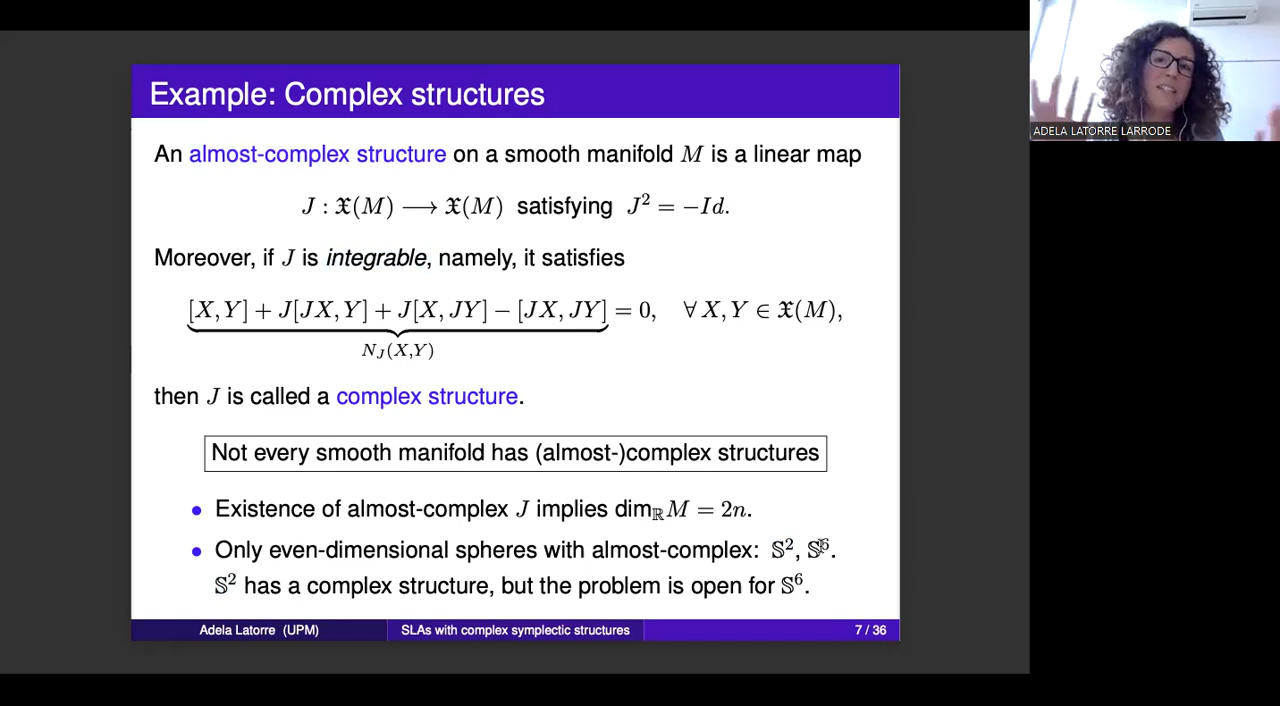 Example: Complex structures
An almost-complex structure on a smooth manifold M is a linear map
J : 𝔛(M) ⟶ 𝔛(M) satisfying J² = −Id.
Moreover, if J is integrable, namely, it satisfies
[X, Y] + J[JX, Y] + J[X, JY] − [JX, JY] = 0, ∀ X, Y ∈ 𝔛(M),
N_J(X,Y)
then J is called a complex structure.
Not every smooth manifold has (almost-)complex structures
• Existence of almost-complex J implies dim_ℝ M = 2n.
• Only even-dimensional spheres with almost-complex: 𝕊², 𝕊⁶.
𝕊² has a complex structure, but the problem is open for 𝕊⁶.
Adela Latorre (UPM) SLAs with complex symplectic structures 7 / 36
ADELA LATORRE LARRODE